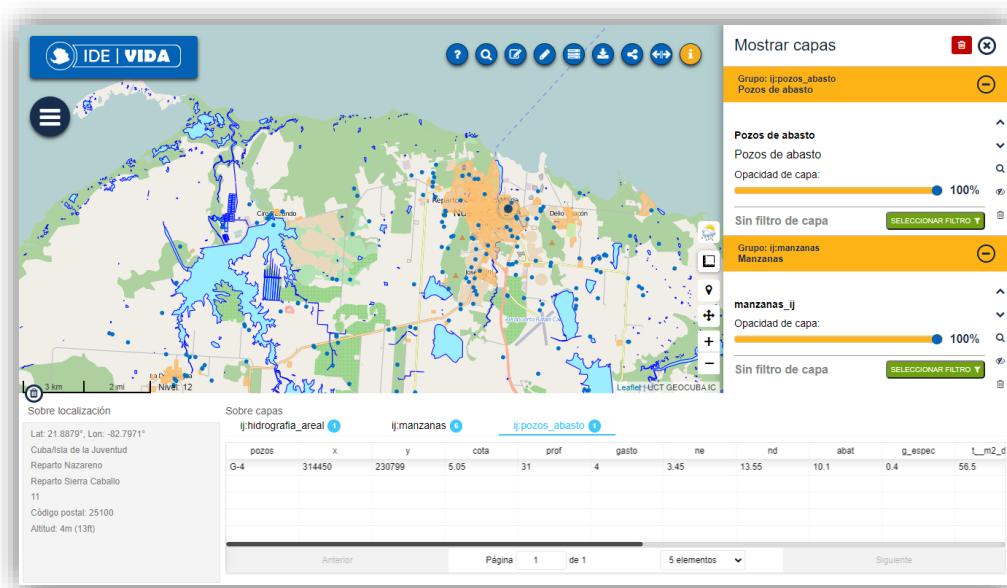 IDE | VIDA
Mostrar capas
Grupo: ij:pozos_abasto
Pozos de abasto
Pozos de abasto
Pozos de abasto
Opacidad de capa:
100%
Sin filtro de capa
SELECCIONAR FILTRO
Grupo: ij:manzanas
Manzanas
manzanas_ij
Opacidad de capa:
100%
Sin filtro de capa
SELECCIONAR FILTRO
Reparto
Delio
3 km
2 mi
Nivel: 12
Leaflet | UCT GEOCUBA IC
Sobre localización
Lat: 21.8879°, Lon: -82.7971°
Cuba/Isla de la Juventud
Reparto Nazareno
Reparto Sierra Caballo
11
Código postal: 25100
Altitud: 4m (13ft)
Sobre capas
ij:hidrografia_areal 1
ij:manzanas 6
ij:pozos_abasto 1
pozos x y cota prof gasto ne nd abat g_espec t__m2_d
G-4 314450 230799 5.05 31 4 3.45 13.55 10.1 0.4 56.5
Anterior
Página 1 de 1
5 elementos
Siguiente